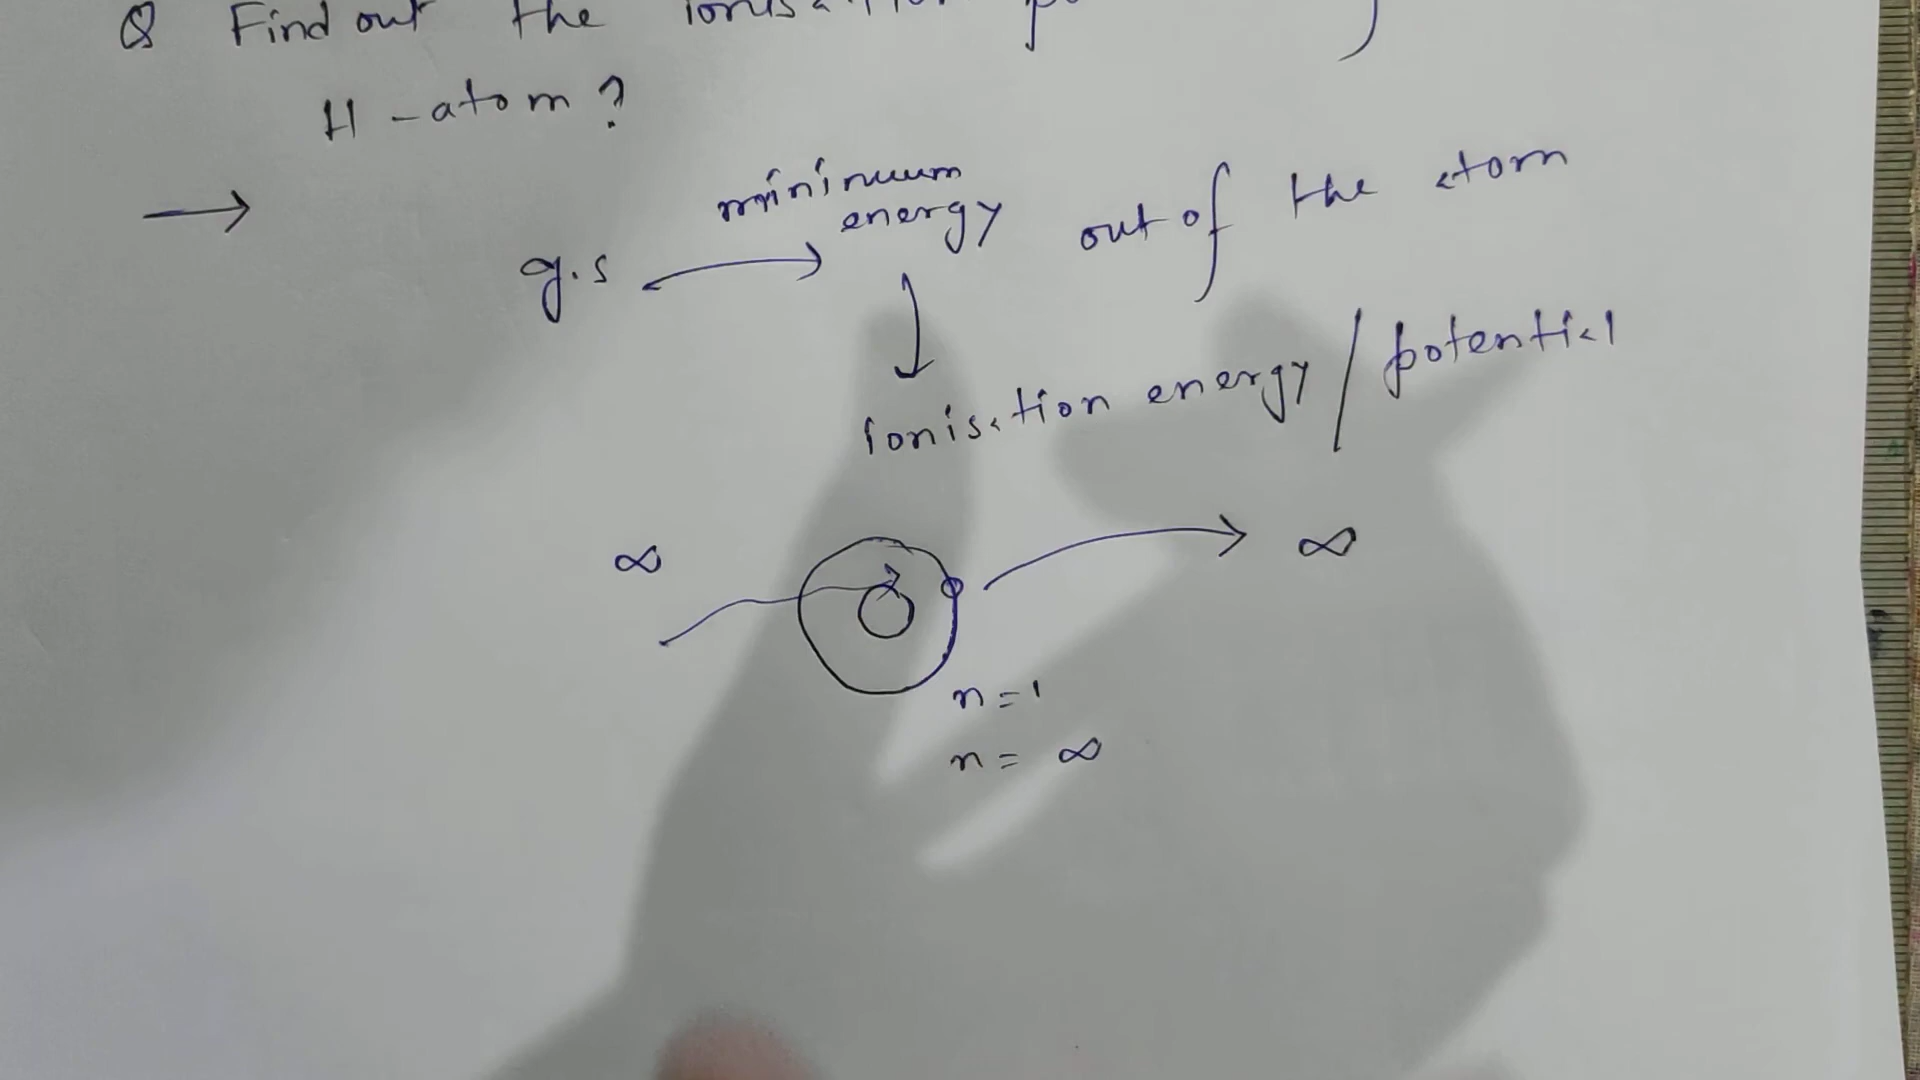 Q Find out the
H-atom?
→ g.s → minimum energy out of the atom
↓
ionisation energy / potential
∞ → ∞
n = 1
n = ∞